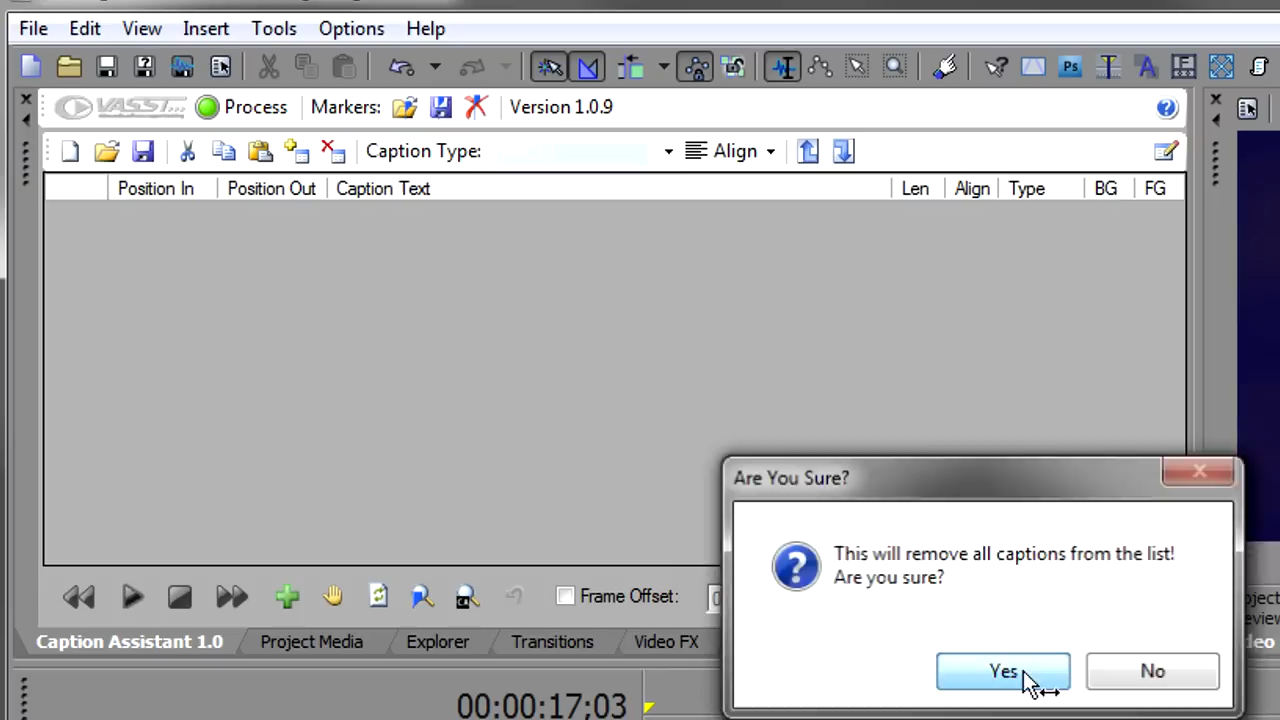 File Edit View Insert Tools Options Help
Ps A
VASST... Process Markers: Version 1.0.9
Caption Type: Align
Position In Position Out Caption Text Len Align Type BG FG
Are You Sure?
This will remove all captions from the list!
Are you sure?
Frame Offset:
Caption Assistant 1.0 Project Media Explorer Transitions Video FX
Yes No
00:00:17;03